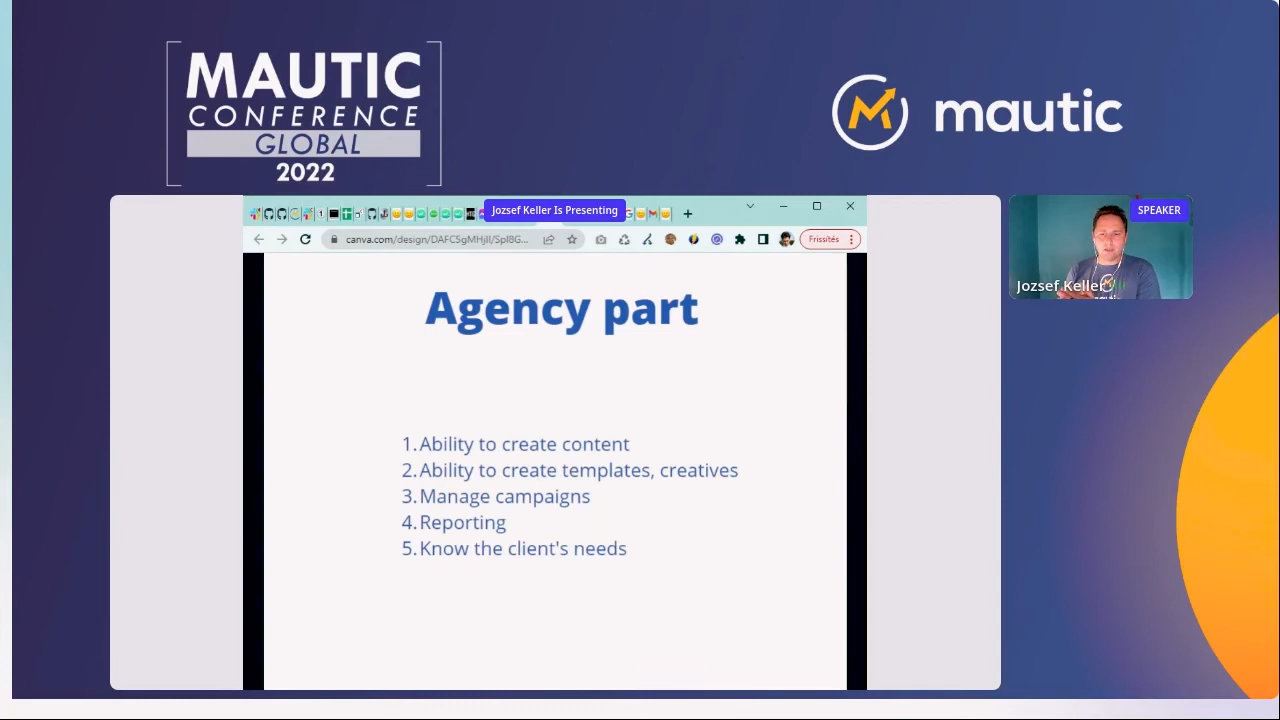 MAUTIC
CONFERENCE
GLOBAL
2022
mautic
Jozsef Keller Is Presenting
canva.com/design/DAFC5gMHjiI/SpI8G...
Frissítés
SPEAKER
Jozsef Keller
Agency part
1. Ability to create content
2. Ability to create templates, creatives
3. Manage campaigns
4. Reporting
5. Know the client's needs